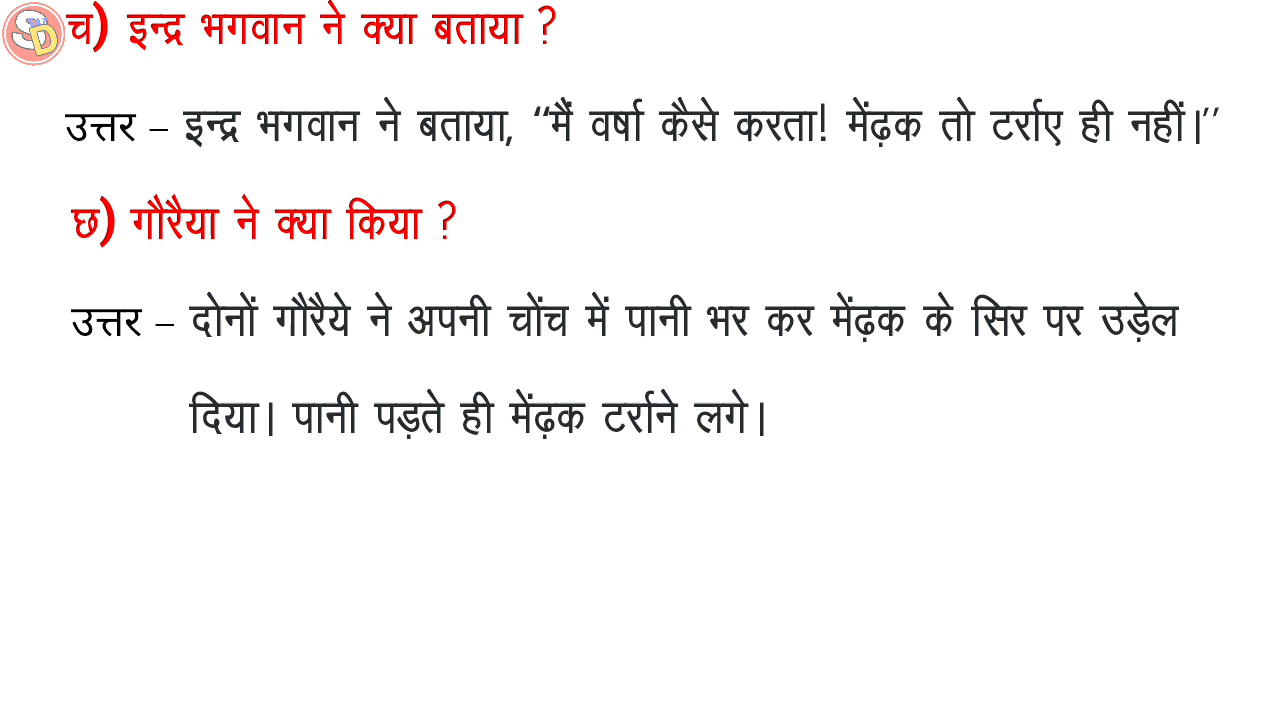 च) इन्द्र भगवान ने क्या बताया ?
उत्तर – इन्द्र भगवान ने बताया, “मैं वर्षा कैसे करता! मेंढ़क तो टर्राए ही नहीं।’’
छ) गौरैया ने क्या किया ?
उत्तर – दोनों गौरैये ने अपनी चोंच में पानी भर कर मेंढ़क के सिर पर उड़ेल
दिया। पानी पड़ते ही मेंढ़क टर्राने लगे।